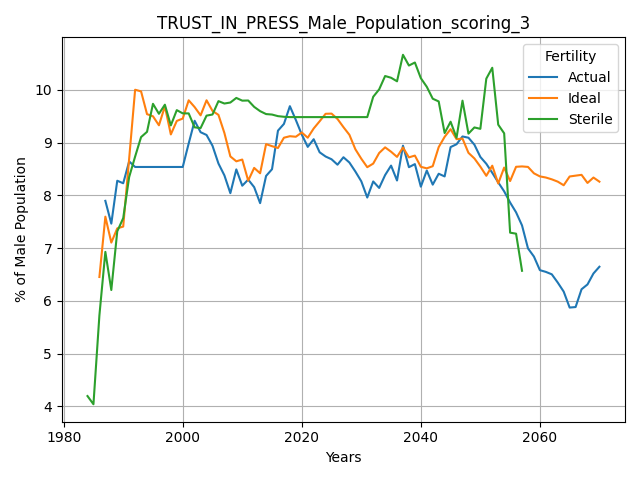 TRUST_IN_PRESS_Male_Population_scoring_3
% of Male Population
10
9
8
7
6
5
4
Fertility
Actual
Ideal
Sterile
1980 2000 2020 2040 2060
Years